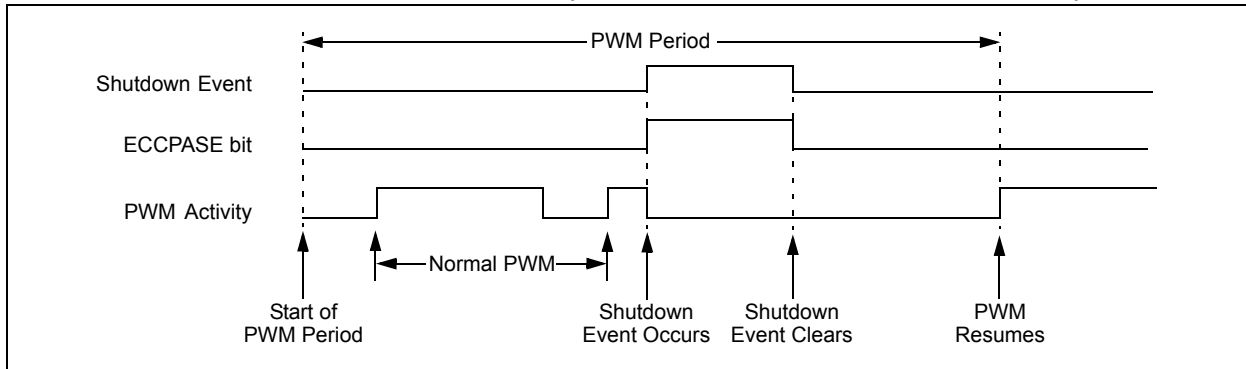 PWM Period
Shutdown Event
ECCPASE bit
PWM Activity
Normal PWM
Start of
PWM Period
Shutdown
Event Occurs
Shutdown
Event Clears
PWM
Resumes